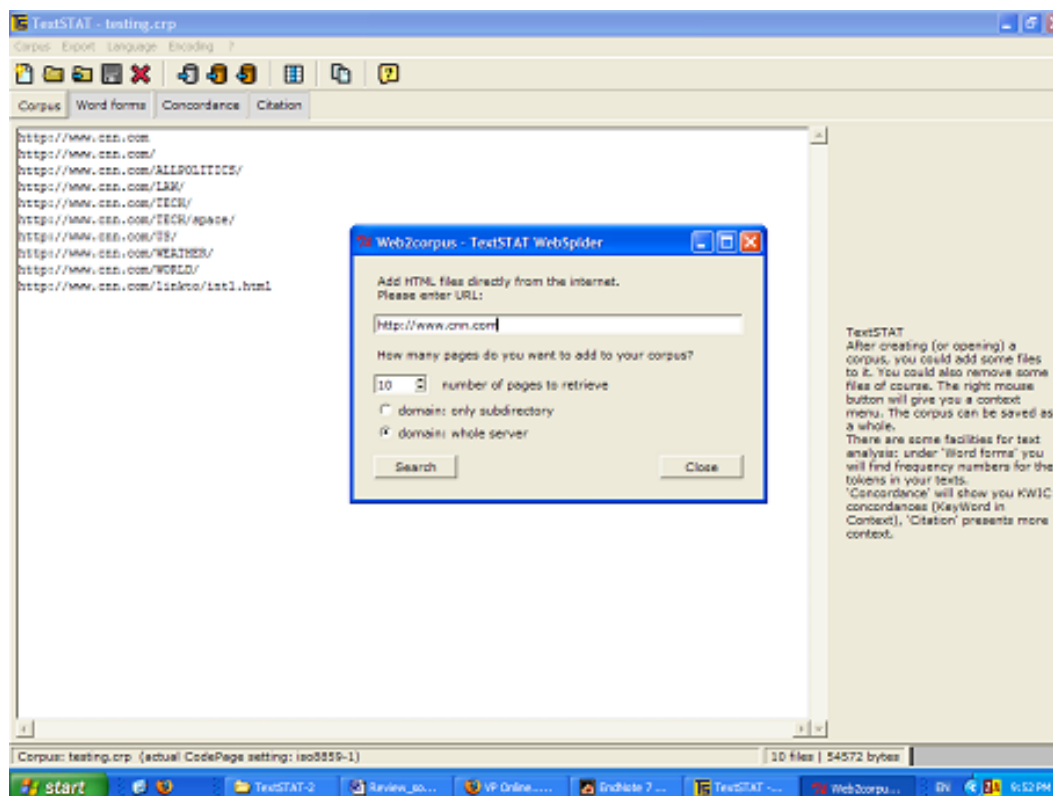 TextSTAT - testing.crp
Corpus Export Language Encoding ?
Corpus Word forms Concordance Citation
http://www.cnn.com
http://www.cnn.com/
http://www.cnn.com/ALLPOLITICS/
http://www.cnn.com/LAW/
http://www.cnn.com/TECH/
http://www.cnn.com/TECH/space/
http://www.cnn.com/US/
http://www.cnn.com/WEATHER/
http://www.cnn.com/WORLD/
http://www.cnn.com/linkto/intl.html
Web2corpus - TextSTAT WebSpider
Add HTML files directly from the internet.
Please enter URL:
http://www.cnn.com
How many pages do you want to add to your corpus?
10 number of pages to retrieve
domain: only subdirectory
domain: whole server
Search Close
TextSTAT
After creating (or opening) a
corpus, you could add some files
to it. You could also remove some
files of course. The right mouse
button will give you a context
menu. The corpus can be saved as
a whole.
There are some facilities for text
analysis: under 'Word forms' you
will find frequency numbers for the
tokens in your texts.
'Concordance' will show you KWIC
concordances (KeyWord in
Context), 'Citation' presents more
context.
Corpus: testing.crp (actual CodePage setting: iso8859-1) 10 files | 54572 bytes
start TextSTAT-2 Review_so... VP Online...... EndNote 7 ... TextSTAT -... Web2corpu... EN 9:52 PM